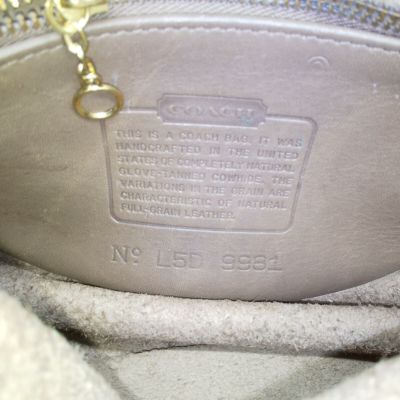 COACH
THIS IS A COACH BAG. IT WAS
HANDCRAFTED IN THE UNITED
STATES OF COMPLETELY NATURAL
GLOVE-TANNED COWHIDE. THE
VARIATIONS IN THE GRAIN ARE
CHARACTERISTIC OF NATURAL
FULL-GRAIN LEATHER.
Nº L5D 9981